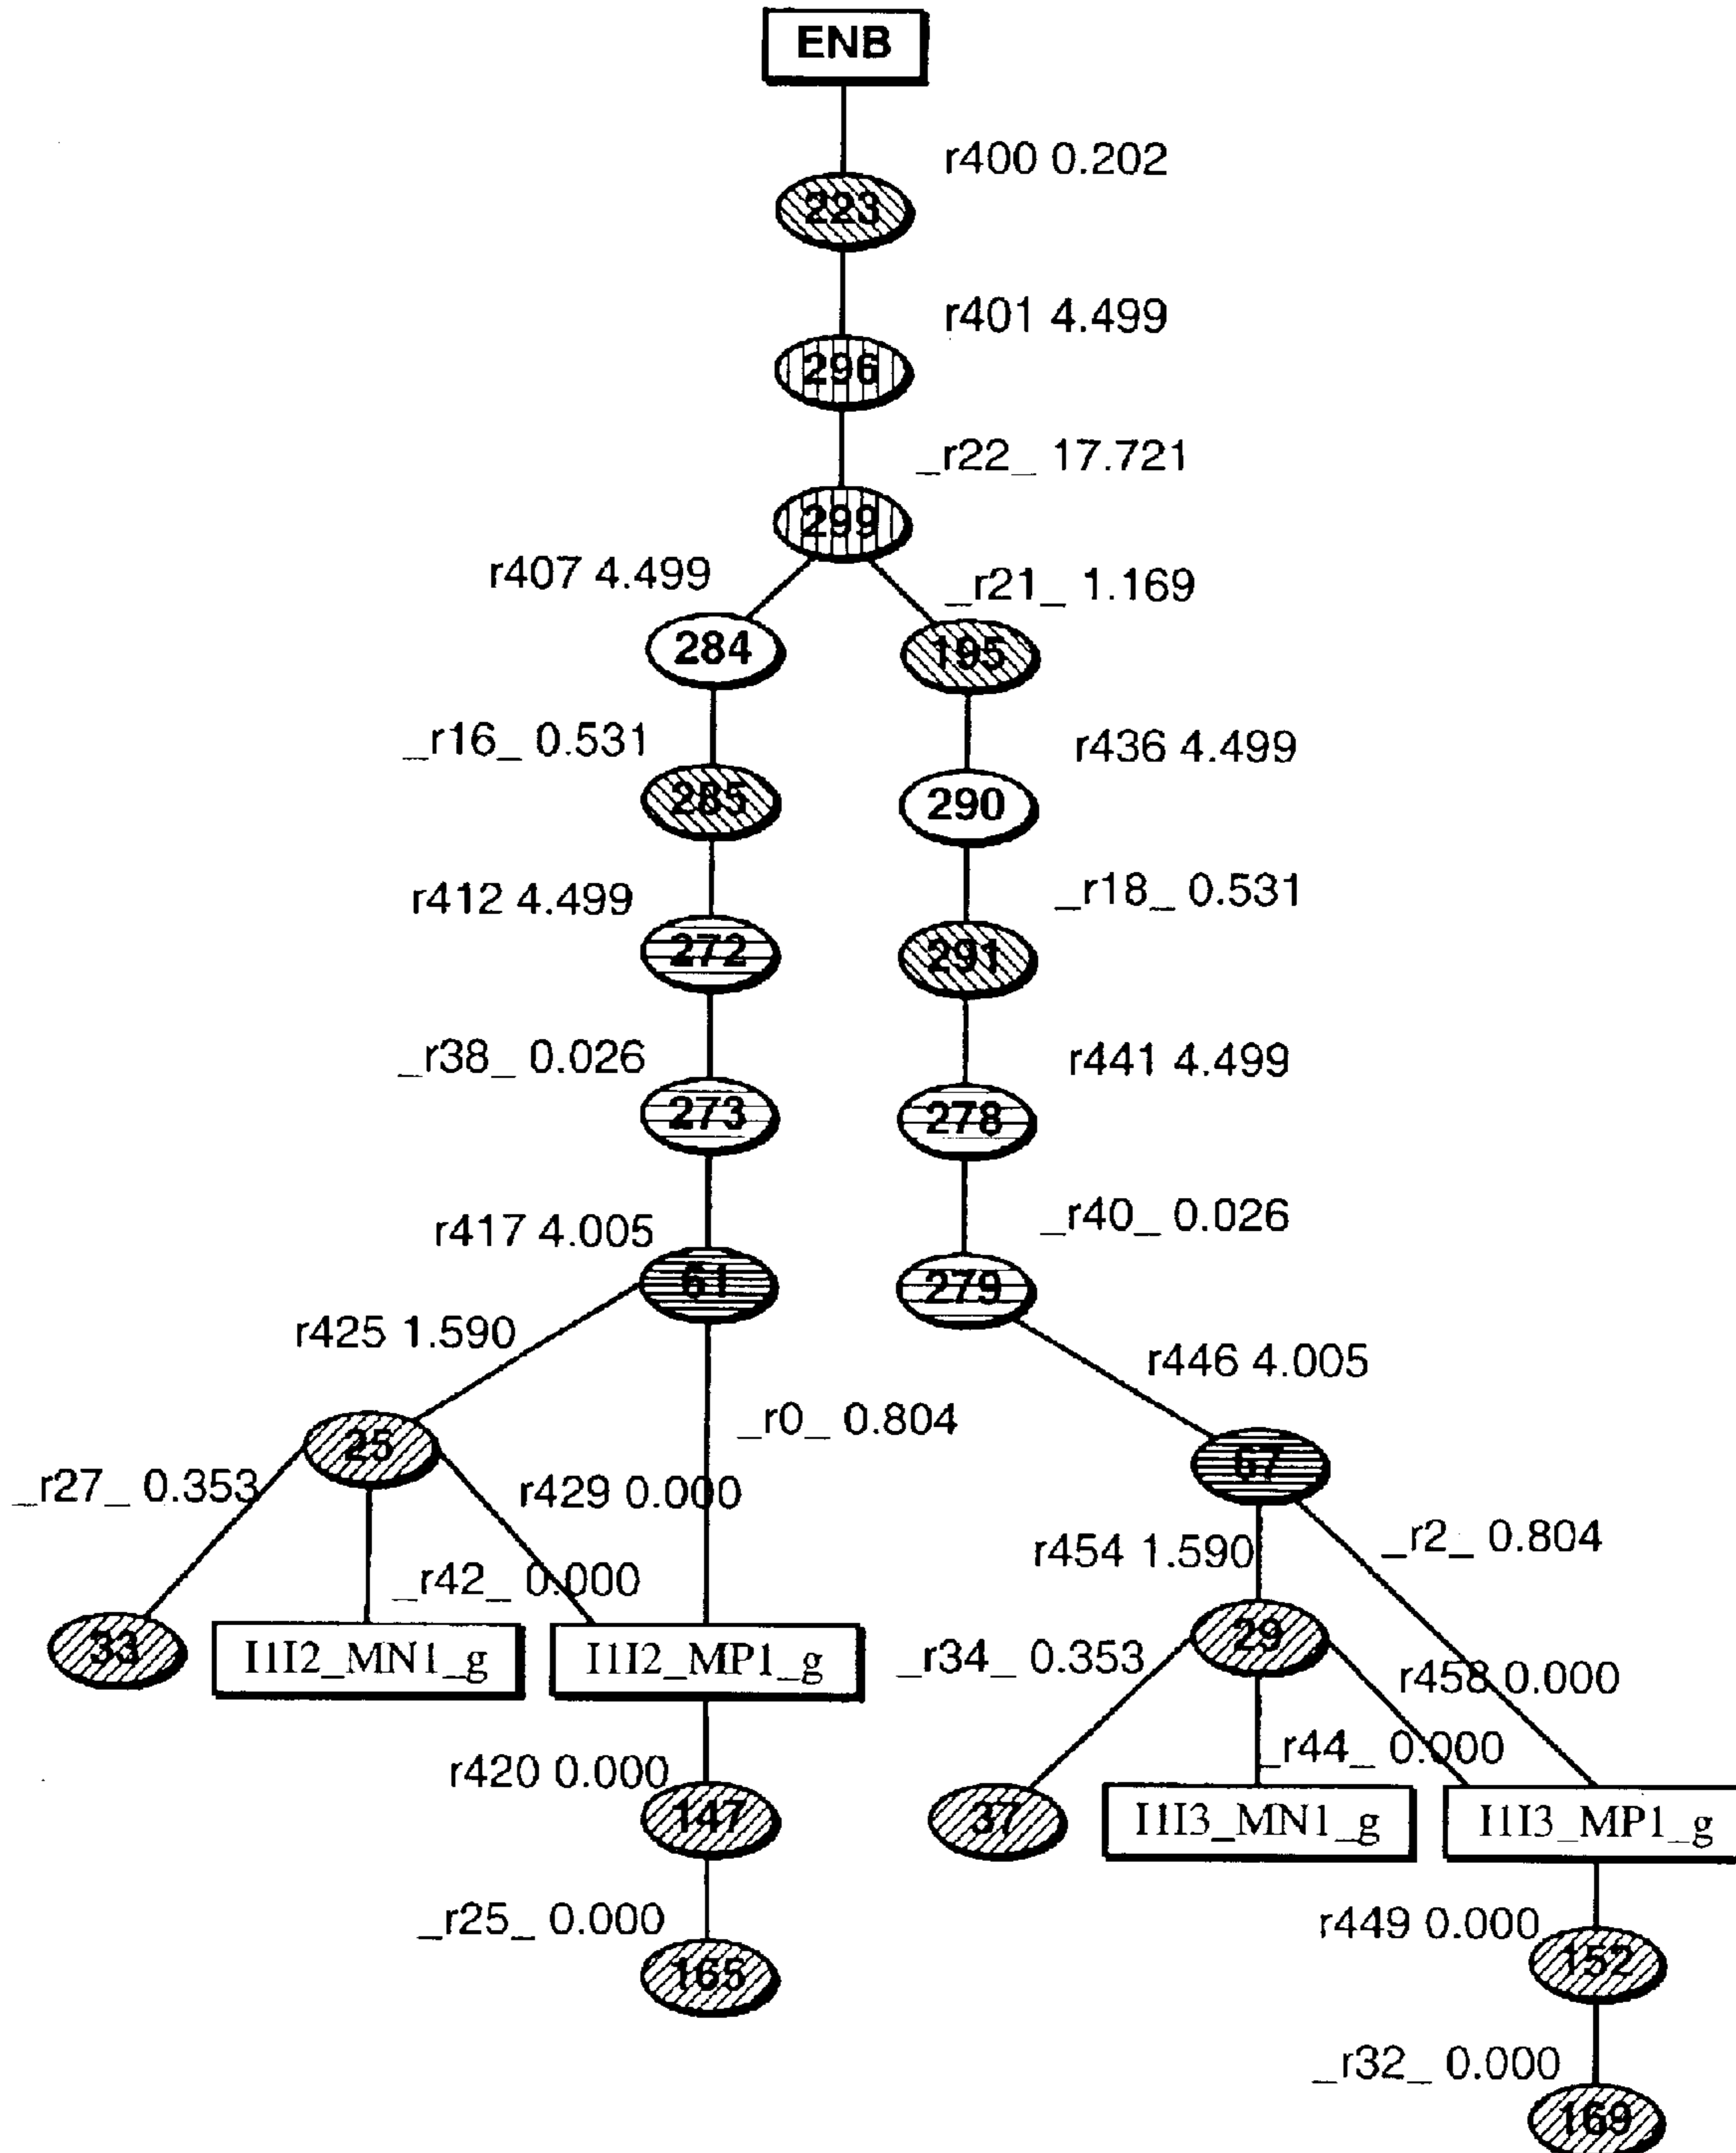 ENB
r400 0.202
223
r401 4.499
296
_r22_ 17.721
299
r407 4.499
_r21_ 1.169
284
195
_r16_ 0.531
r436 4.499
285
290
r412 4.499
_r18_ 0.531
272
291
_r38_ 0.026
r441 4.499
273
278
r417 4.005
_r40_ 0.026
61
279
r425 1.590
r446 4.005
_r0_ 0.804
25
67
_r27_ 0.353
r429 0.000
r454 1.590
_r2_ 0.804
_r42_ 0.000
33
I1I2_MN1_g
I1I2_MP1_g
29
_r34_ 0.353
r458 0.000
r420 0.000
_r44_ 0.000
147
37
I1I3_MN1_g
I1I3_MP1_g
_r25_ 0.000
r449 0.000
165
152
_r32_ 0.000
169